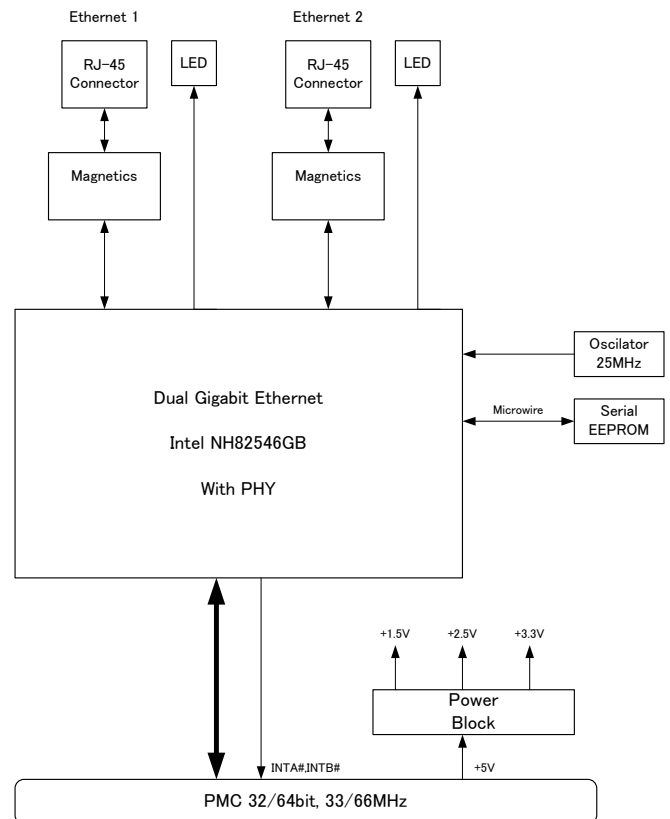 Ethernet 1
Ethernet 2
RJ-45
Connector
LED
RJ-45
Connector
LED
Magnetics
Magnetics
Dual Gigabit Ethernet
Intel NH82546GB
With PHY
Oscilator
25MHz
Microwire
Serial
EEPROM
+1.5V
+2.5V
+3.3V
Power
Block
INTA#,INTB#
+5V
PMC 32/64bit, 33/66MHz